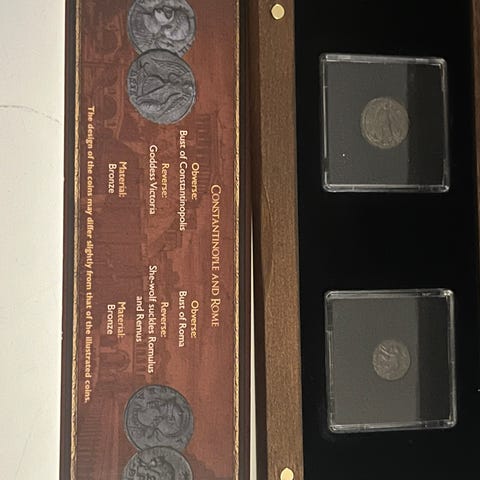 CONSTANTINOPLE AND ROME
Obverse:
Bust of Constantinopolis
Reverse:
Goddess Victoria
Material:
Bronze
Obverse:
Bust of Roma
Reverse:
She-wolf suckles Romulus
and Remus
Material:
Bronze
The design of the coins may differ slightly from that of the illustrated coins.